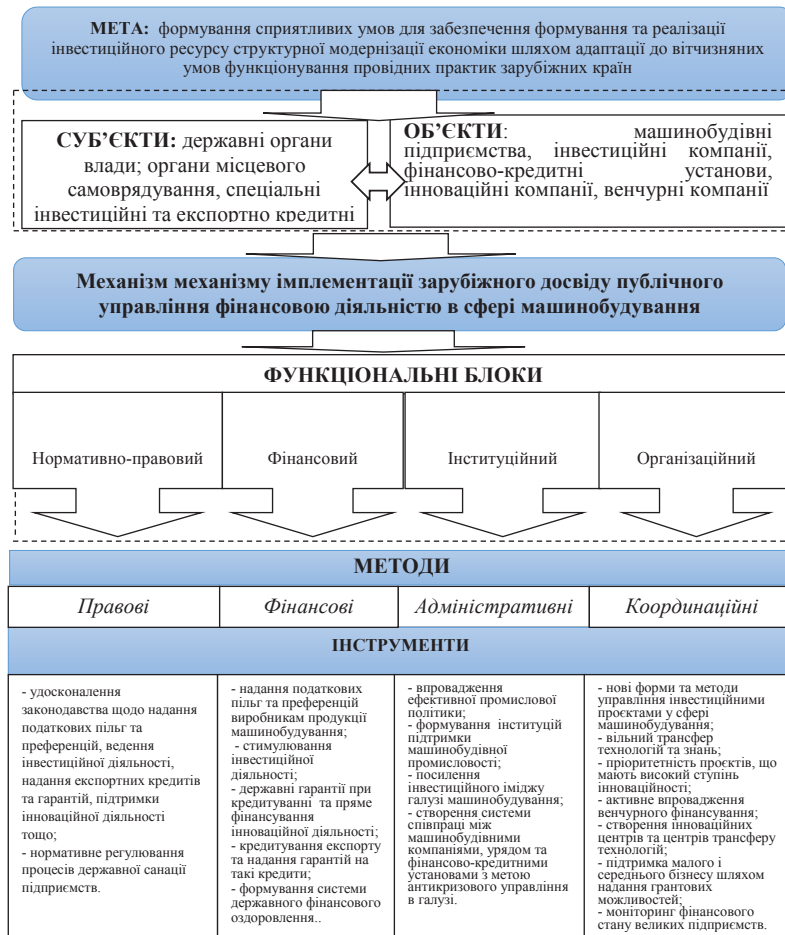 МЕТА: формування сприятливих умов для забезпечення формування та реалізації
інвестиційного ресурсу структурної модернізації економіки шляхом адаптації до вітчизняних
умов функціонування провідних практик зарубіжних країн
СУБ’ЄКТИ: державні органи
влади; органи місцевого
самоврядування, спеціальні
інвестиційні та експортно кредитні
ОБ’ЄКТИ: машинобудівні
підприємства, інвестиційні компанії,
фінансово-кредитні установи,
інноваційні компанії, венчурні компанії
Механізм механізму імплементації зарубіжного досвіду публічного
управління фінансовою діяльністю в сфері машинобудування
ФУНКЦІОНАЛЬНІ БЛОКИ
Нормативно-правовий
Фінансовий
Інституційний
Організаційний
МЕТОДИ
Правові
Фінансові
Адміністративні
Координаційні
ІНСТРУМЕНТИ
- удосконалення
законодавства щодо надання
податкових пільг та
преференцій, ведення
інвестиційної діяльності,
надання експортних кредитів
та гарантій, підтримки
інноваційної діяльності
тощо;
- нормативне регулювання
процесів державної санації
підприємств.
- надання податкових
пільг та преференцій
виробникам продукції
машинобудування;
- стимулювання
інвестиційної
діяльності;
- державні гарантії при
кредитуванні та пряме
фінансування
інноваційної діяльності;
- кредитування експорту
та надання гарантій на
такі кредити;
- формування системи
державного фінансового
оздоровлення..
- впровадження
ефективної промислової
політики;
- формування інституцій
підтримки
машинобудівної
промисловості;
- посилення
інвестиційного іміджу
галузі машинобудування;
- створення системи
співпраці між
машинобудівними
компаніями, урядом та
фінансово-кредитними
установами з метою
антикризового управління
в галузі.
- нові форми та методи
управління інвестиційними
проєктами у сфері
машинобудування;
- вільний трансфер
технологій та знань;
- пріоритетність проєктів, що
мають високий ступінь
інноваційності;
- активне впровадження
венчурного фінансування;
- створення інноваційних
центрів та центрів трансферу
технологій;
- підтримка малого і
середнього бізнесу шляхом
надання грантових
можливостей;
- моніторинг фінансового
стану великих підприємств.